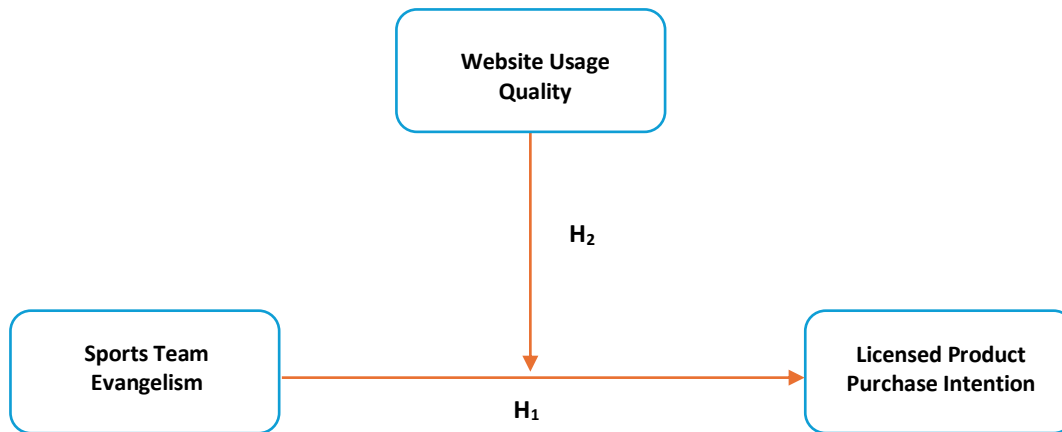 Website Usage
Quality
H₂
Sports Team
Evangelism
Licensed Product
Purchase Intention
H₁